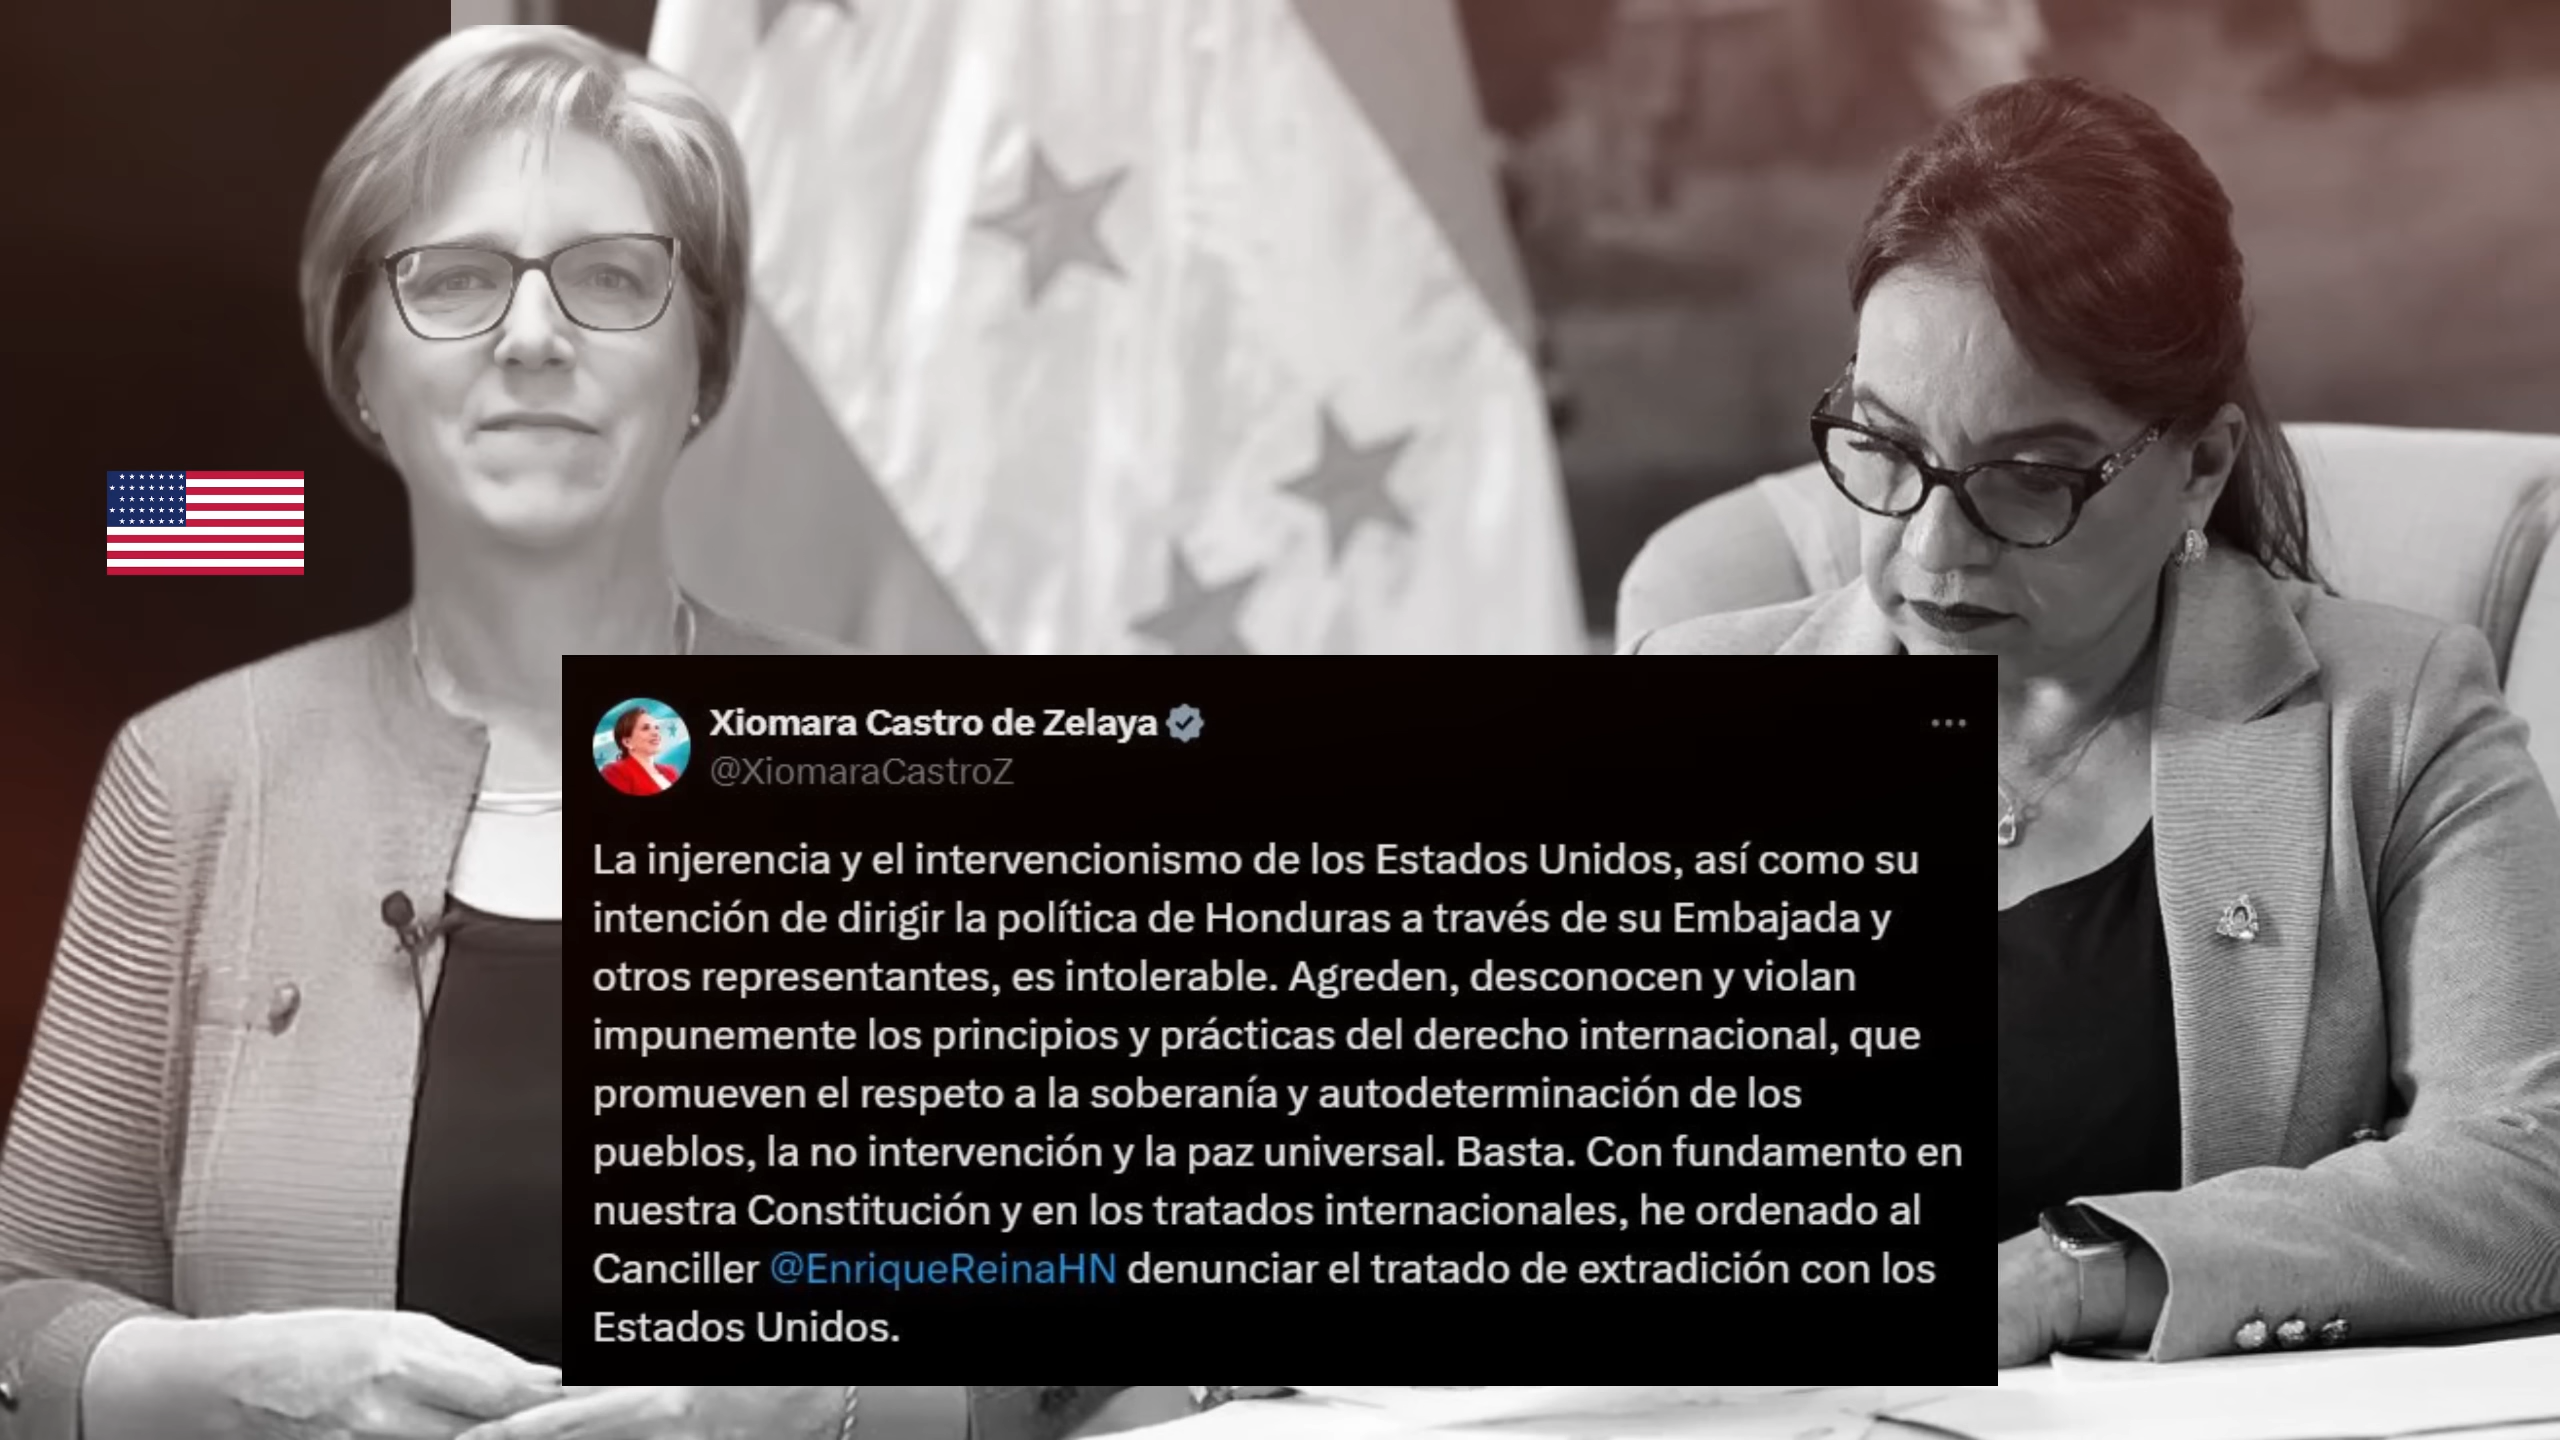 Xiomara Castro de Zelaya
@XiomaraCastroZ
La injerencia y el intervencionismo de los Estados Unidos, así como su
intención de dirigir la política de Honduras a través de su Embajada y
otros representantes, es intolerable. Agreden, desconocen y violan
impunemente los principios y prácticas del derecho internacional, que
promueven el respeto a la soberanía y autodeterminación de los
pueblos, la no intervención y la paz universal. Basta. Con fundamento en
nuestra Constitución y en los tratados internacionales, he ordenado al
Canciller @EnriqueReinaHN denunciar el tratado de extradición con los
Estados Unidos.